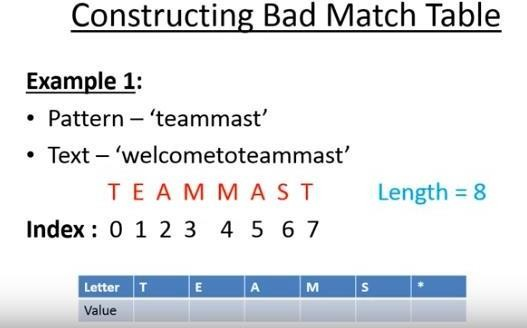 Constructing Bad Match Table
Example 1:
• Pattern – ‘teammast’
• Text – ‘welcometoteammast’
T E A M M A S T Length = 8
Index : 0 1 2 3 4 5 6 7
Letter T E A M S *
Value